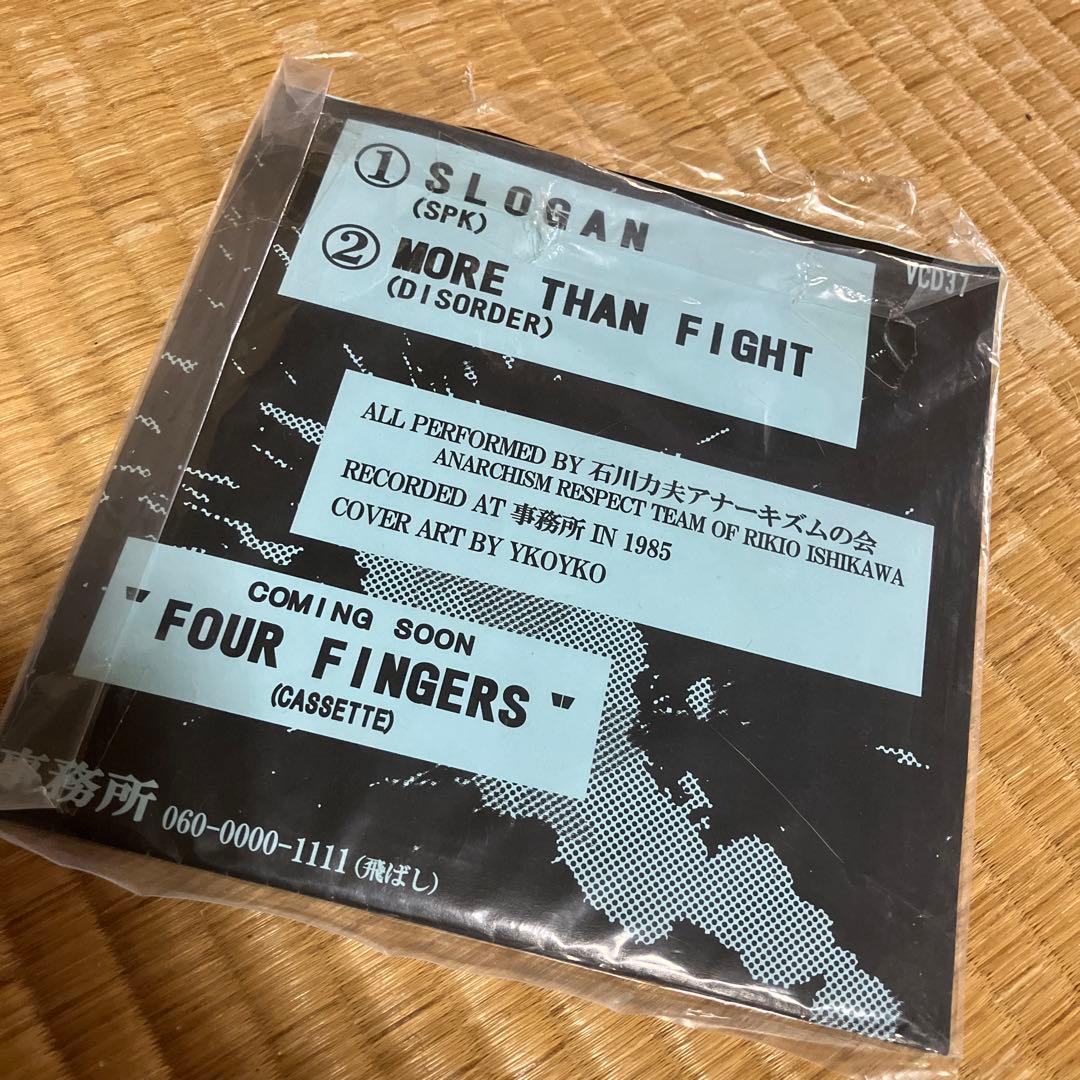 ① SLOGAN
(SPK)
② MORE THAN FIGHT
(DISORDER)
VCD37
ALL PERFORMED BY 石川力夫アナーキズムの会
ANARCHISM RESPECT TEAM OF RIKIO ISHIKAWA
RECORDED AT 事務所 IN 1985
COVER ART BY YKOYKO
COMING SOON
"FOUR FINGERS"
(CASSETTE)
事務所 060-0000-1111(飛ばし)